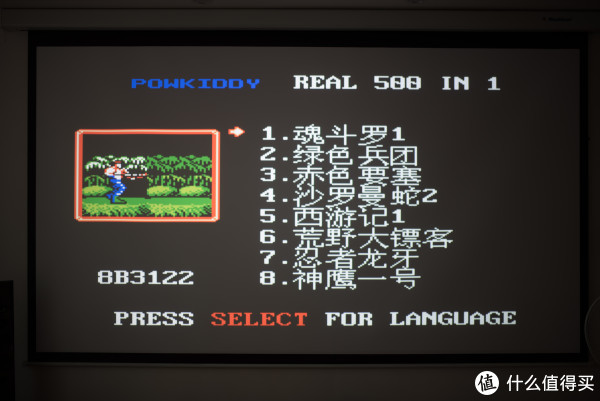 POWKIDDY REAL 500 IN 1
1.魂斗罗1
2.绿色兵团
3.赤色要塞
4.沙罗曼蛇2
5.西游记1
6.荒野大镖客
7.忍者龙牙
8.神鹰一号
8B3122
PRESS SELECT FOR LANGUAGE
值 什么值得买